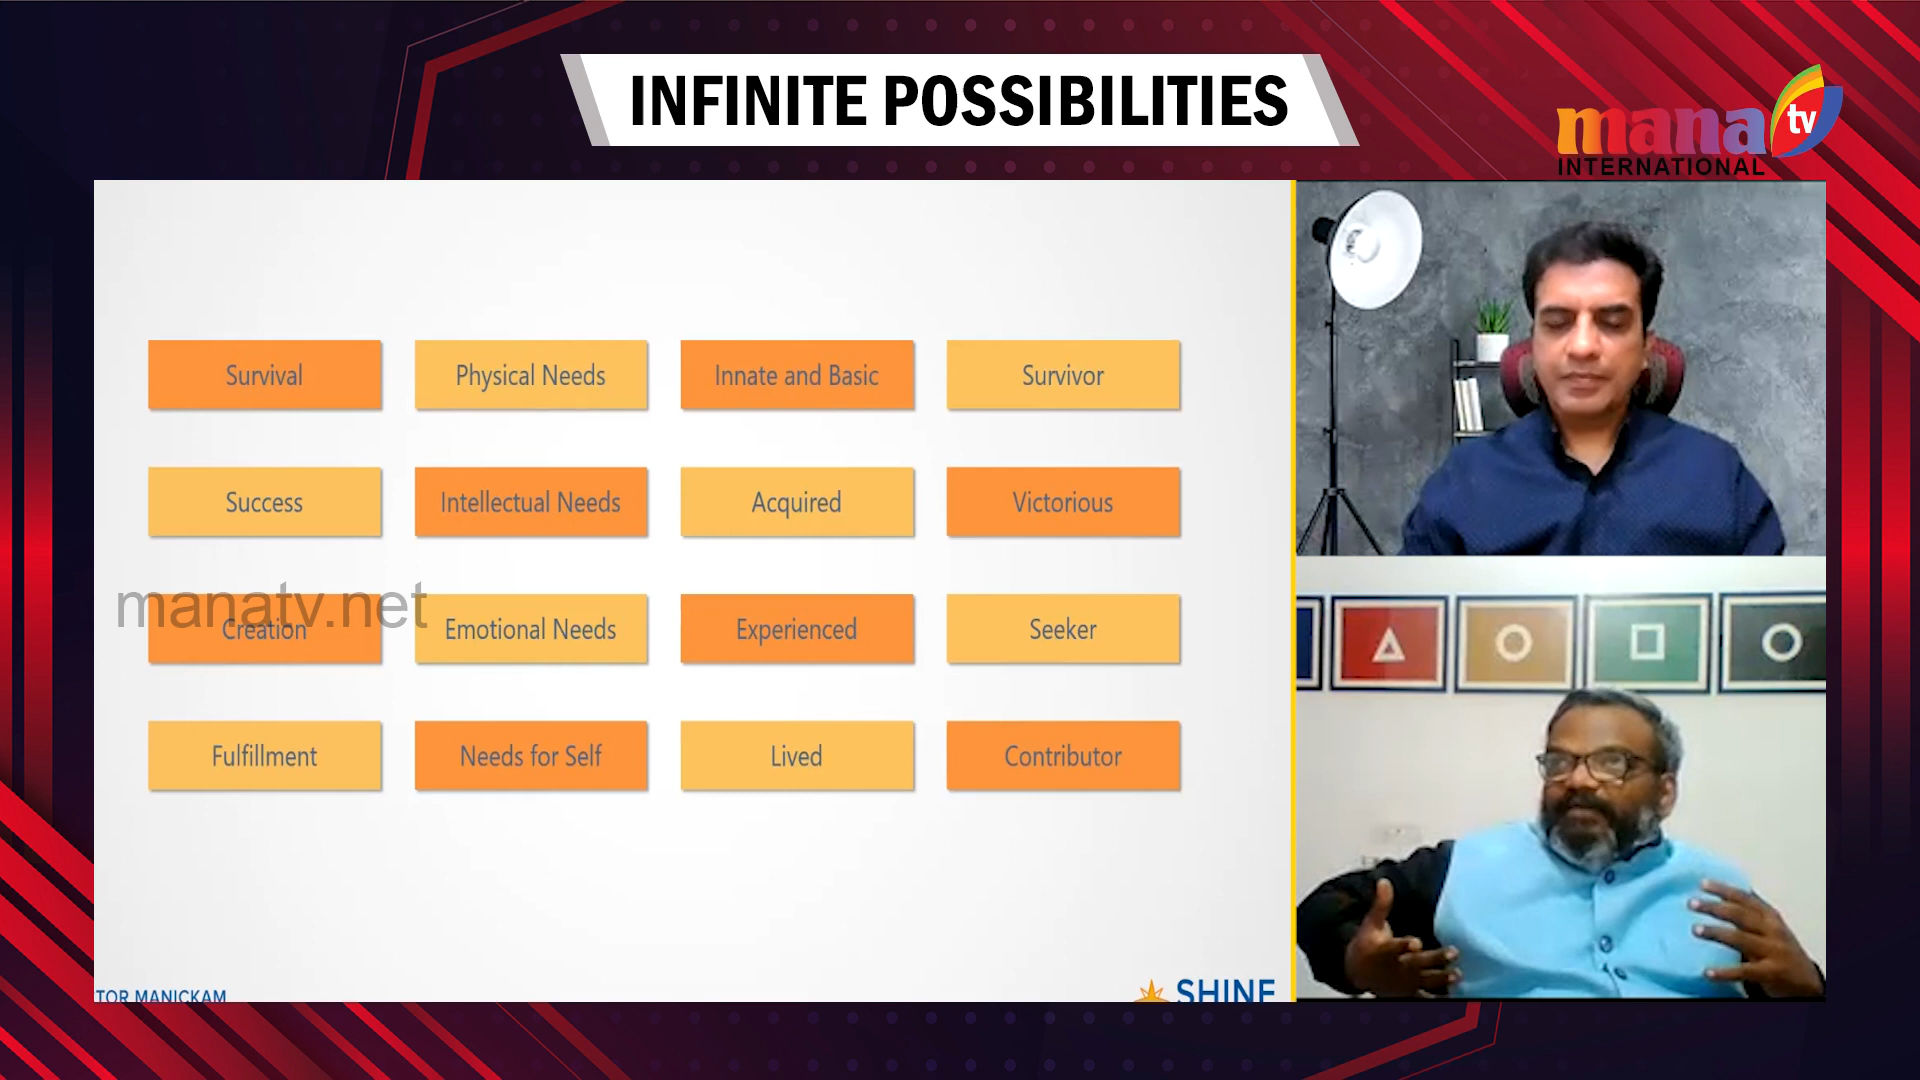 INFINITE POSSIBILITIES
mana tv
INTERNATIONAL
Survival
Physical Needs
Innate and Basic
Survivor
Success
Intellectual Needs
Acquired
Victorious
manatv.net
Creation
Emotional Needs
Experienced
Seeker
Fulfillment
Needs for Self
Lived
Contributor
TOR MANICKAM
SHINE